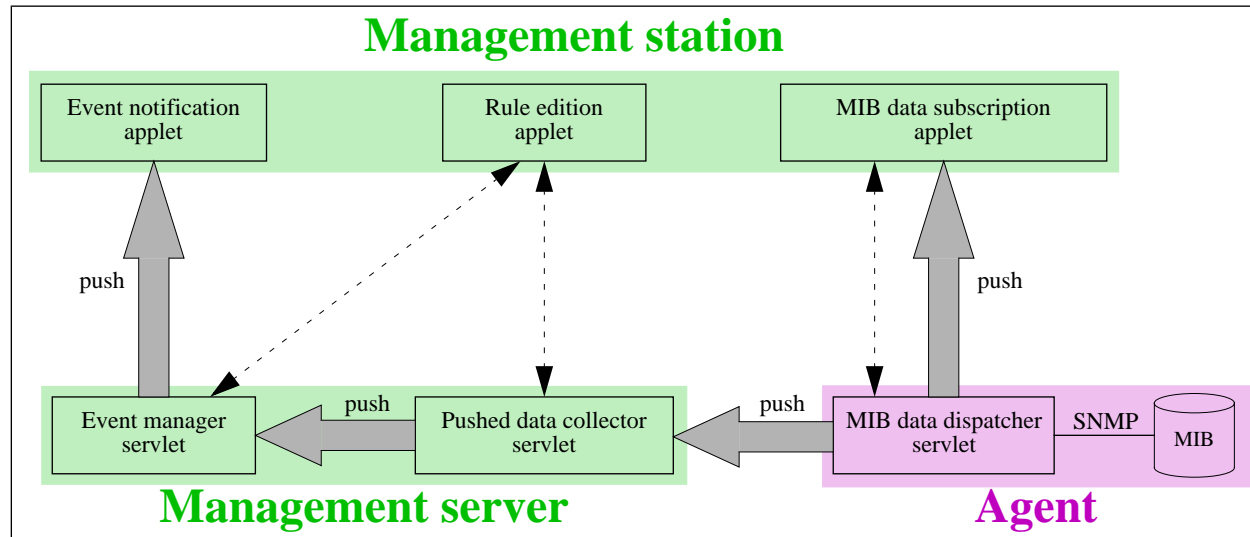 Management station
Event notification
applet
Rule edition
applet
MIB data subscription
applet
push
push
push
push
Event manager
servlet
Pushed data collector
servlet
MIB data dispatcher
servlet
SNMP
MIB
Management server
Agent